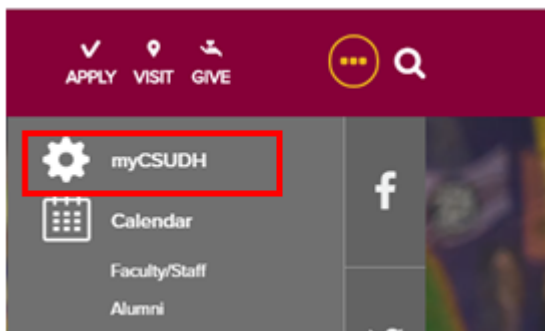 APPLY VISIT GIVE
myCSUDH
Calendar
Faculty/Staff
Alumni